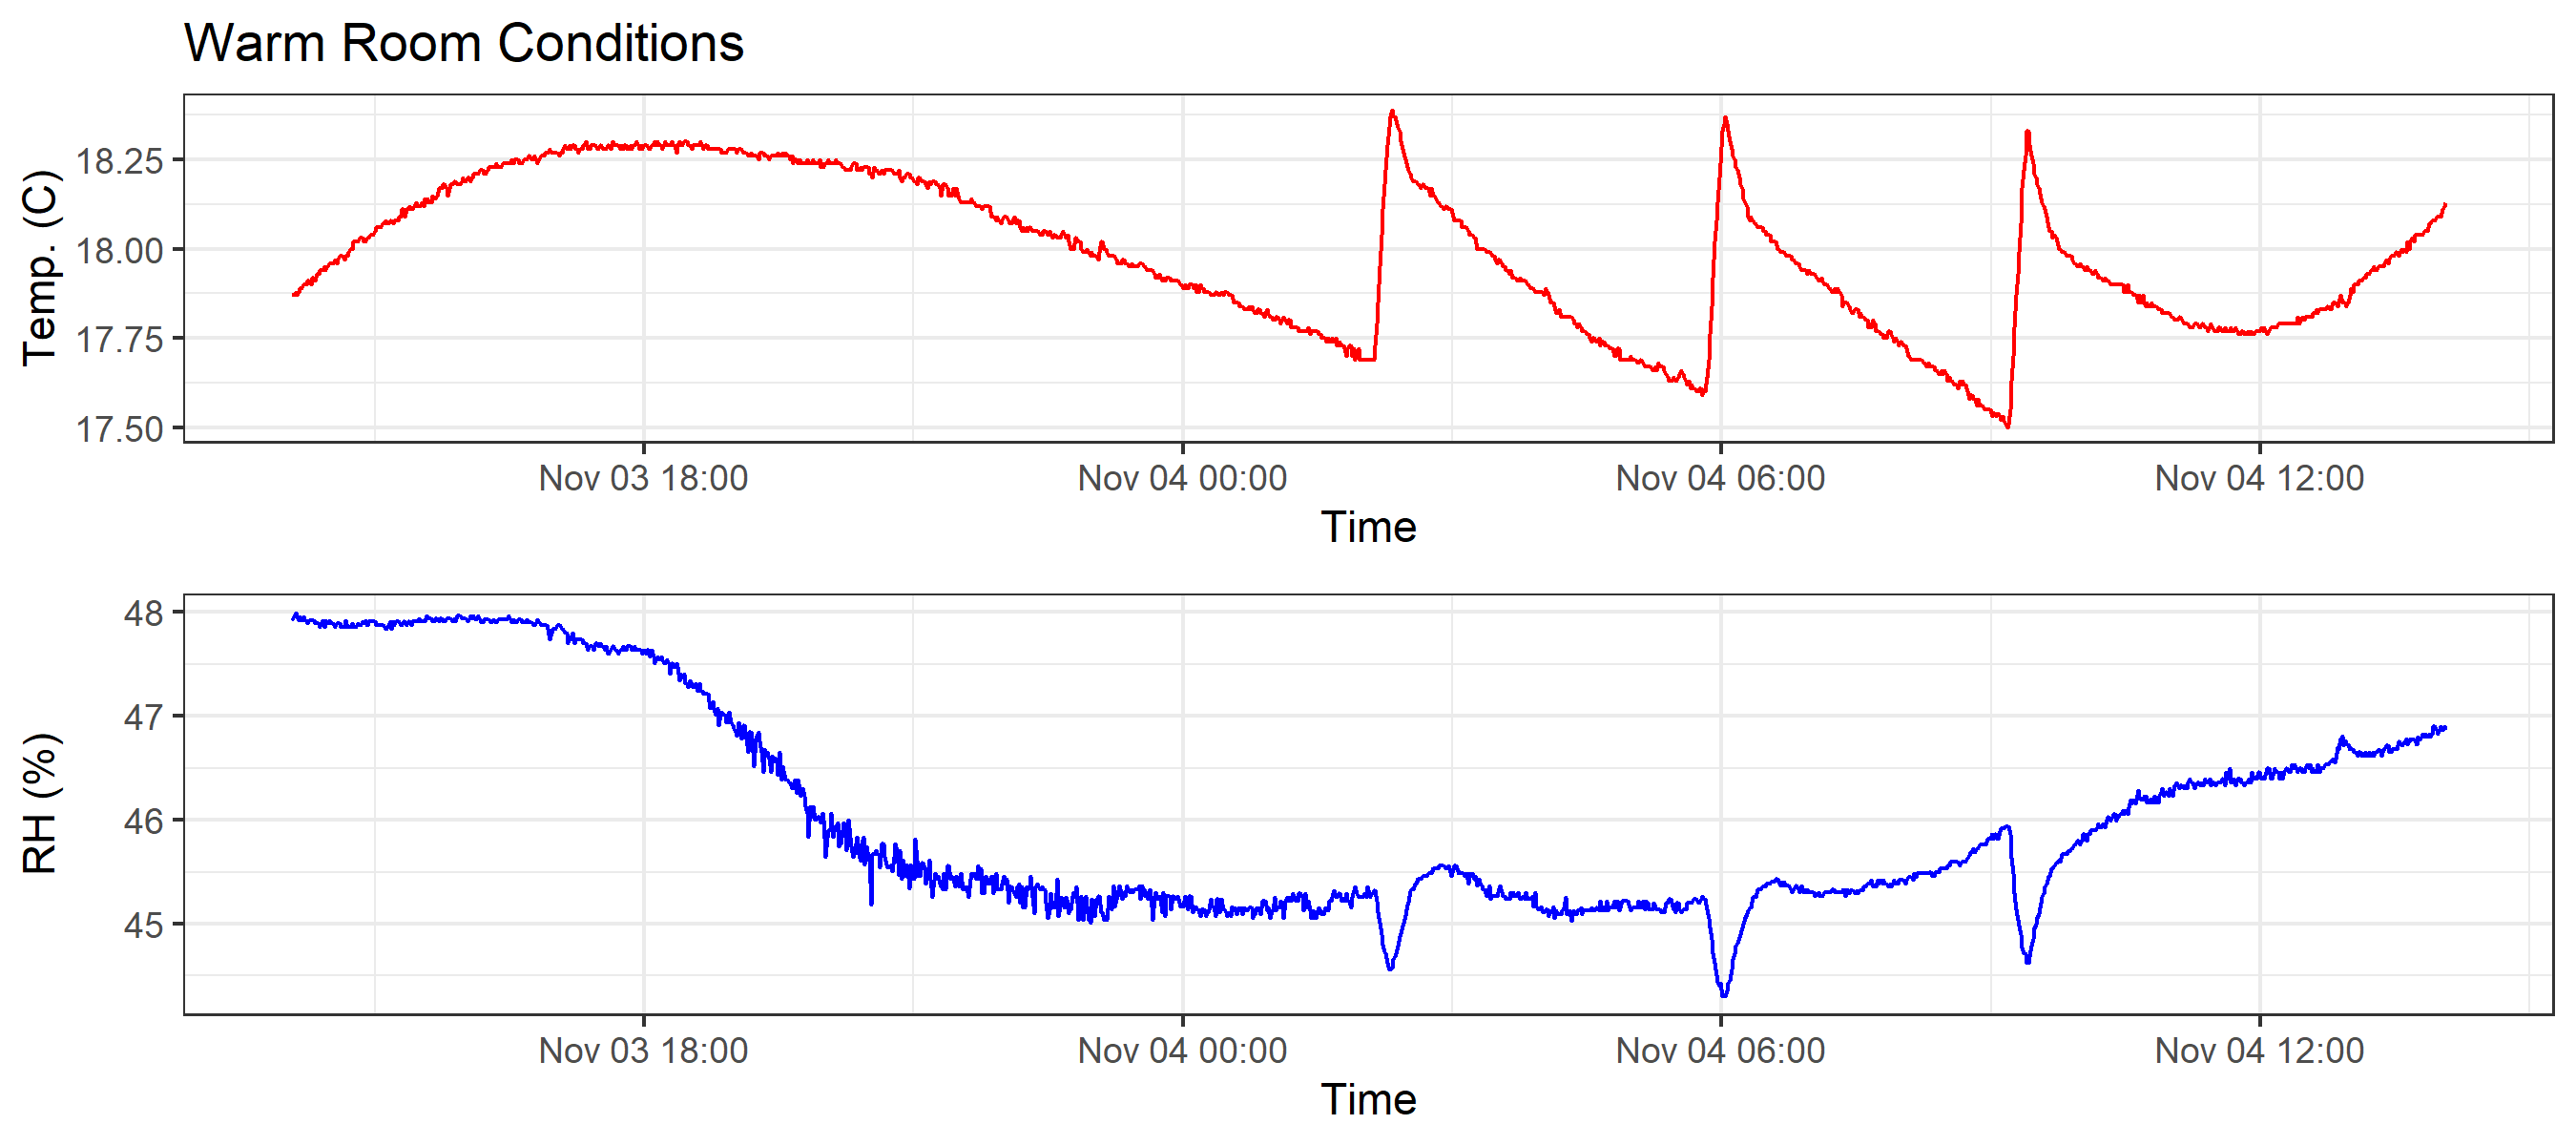 Warm Room Conditions
Temp. (C)
18.25
18.00
17.75
17.50
Nov 03 18:00 Nov 04 00:00 Nov 04 06:00 Nov 04 12:00
Time
RH (%)
48
47
46
45
Nov 03 18:00 Nov 04 00:00 Nov 04 06:00 Nov 04 12:00
Time